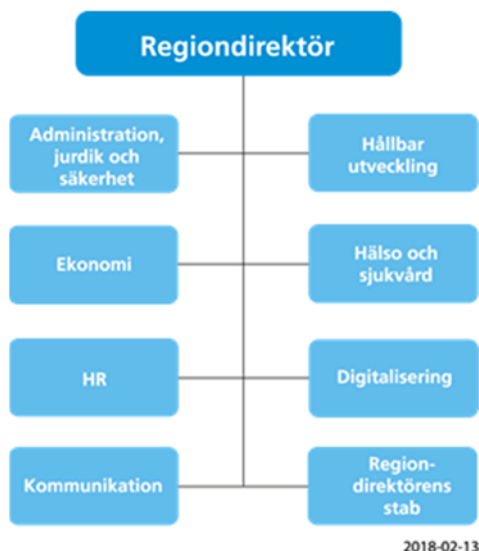 Regiondirektör
Administration,
jurdik och
säkerhet
Hållbar
utveckling
Ekonomi
Hälso och
sjukvård
HR
Digitalisering
Kommunikation
Region-
direktörens
stab
2018-02-13